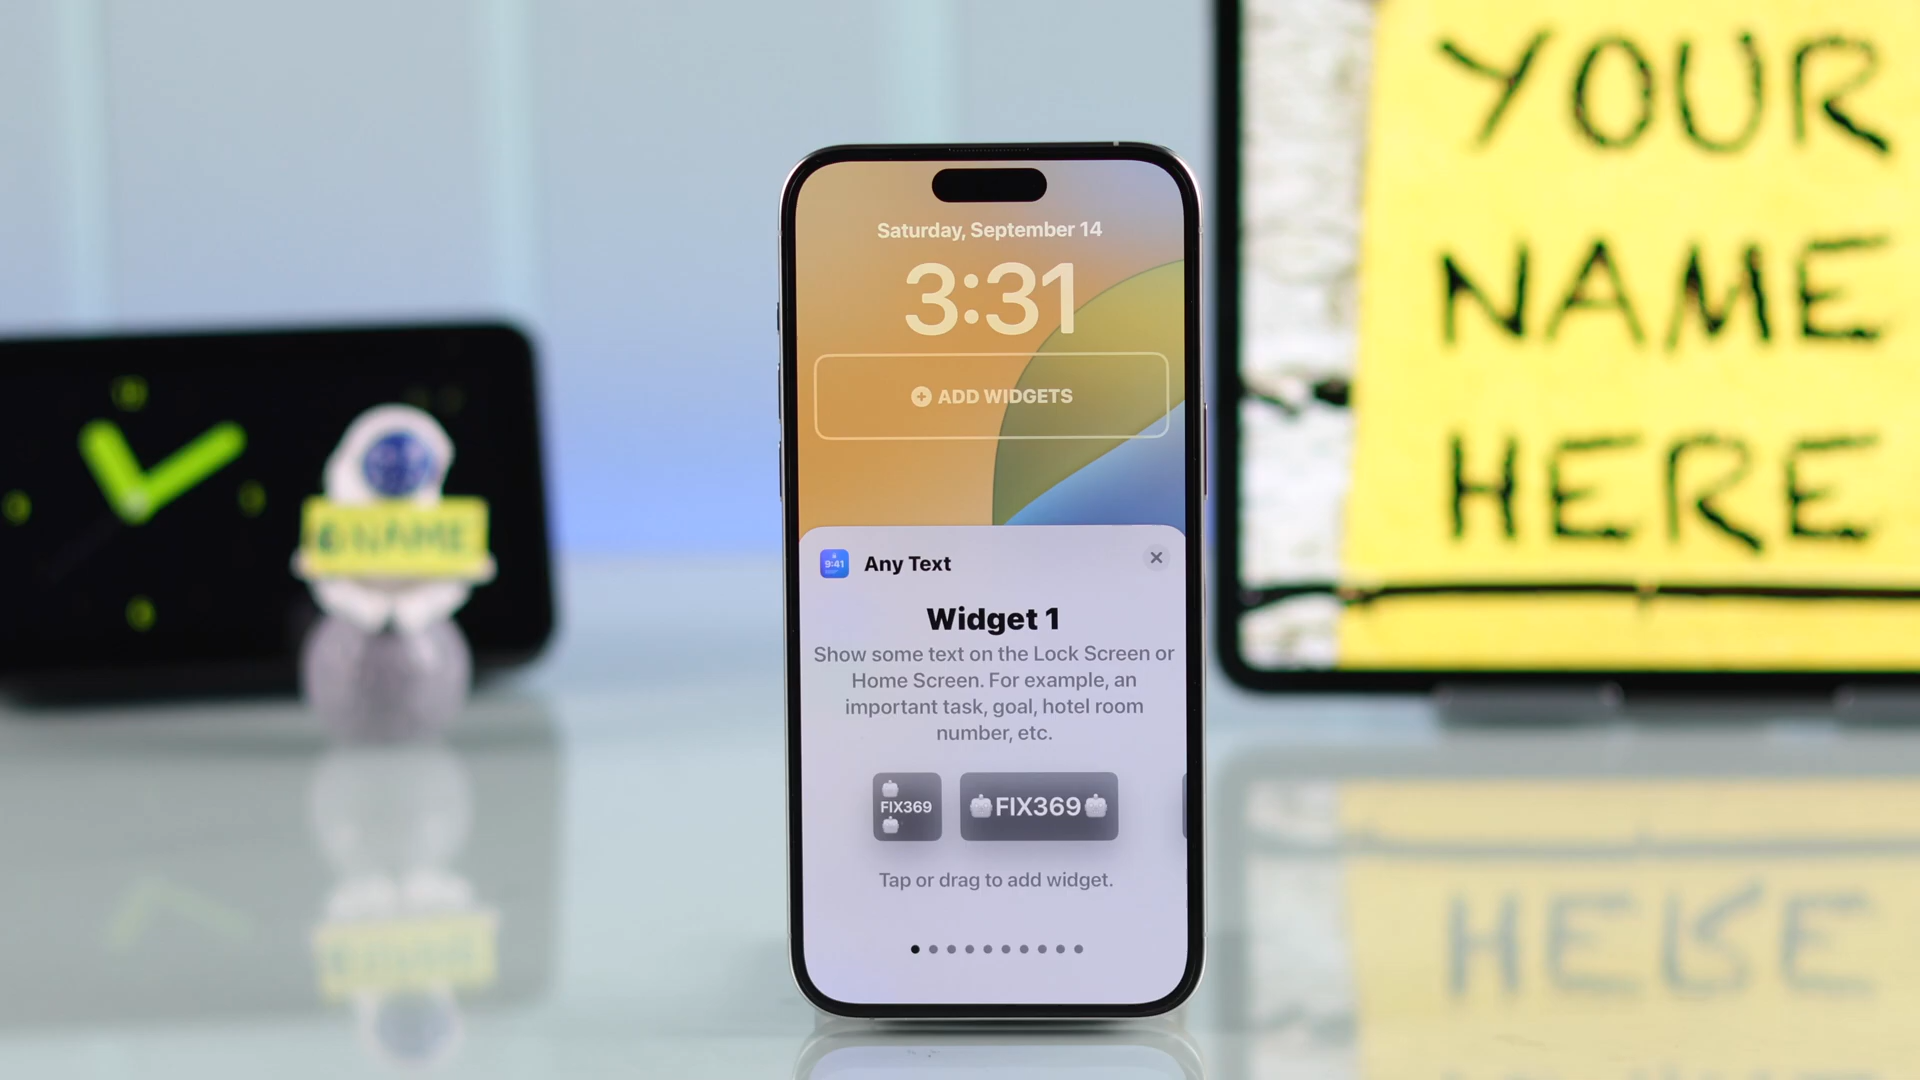 YOUR
NAME
HERE
Saturday, September 14
3:31
ADD WIDGETS
9:41
Any Text
Widget 1
Show some text on the Lock Screen or
Home Screen. For example, an
important task, goal, hotel room
number, etc.
FIX369
FIX369
Tap or drag to add widget.
NAME
HERE